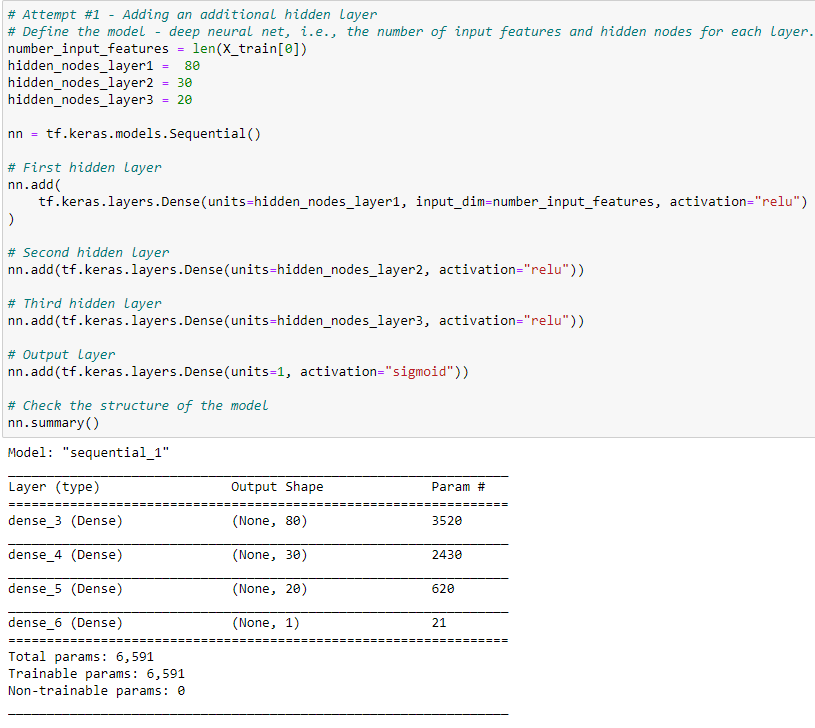 # Attempt #1 - Adding an additional hidden layer
# Define the model - deep neural net, i.e., the number of input features and hidden nodes for each layer.
number_input_features = len(X_train[0])
hidden_nodes_layer1 =  80
hidden_nodes_layer2 = 30
hidden_nodes_layer3 = 20
nn = tf.keras.models.Sequential()
# First hidden layer
nn.add(
    tf.keras.layers.Dense(units=hidden_nodes_layer1, input_dim=number_input_features, activation="relu")
)
# Second hidden layer
nn.add(tf.keras.layers.Dense(units=hidden_nodes_layer2, activation="relu"))
# Third hidden layer
nn.add(tf.keras.layers.Dense(units=hidden_nodes_layer3, activation="relu"))
# Output layer
nn.add(tf.keras.layers.Dense(units=1, activation="sigmoid"))
# Check the structure of the model
nn.summary()
Model: "sequential_1"
_________________________________________________________________
Layer (type)                 Output Shape              Param #
=================================================================
dense_3 (Dense)              (None, 80)                3520
_________________________________________________________________
dense_4 (Dense)              (None, 30)                2430
_________________________________________________________________
dense_5 (Dense)              (None, 20)                620
_________________________________________________________________
dense_6 (Dense)              (None, 1)                 21
=================================================================
Total params: 6,591
Trainable params: 6,591
Non-trainable params: 0
_________________________________________________________________